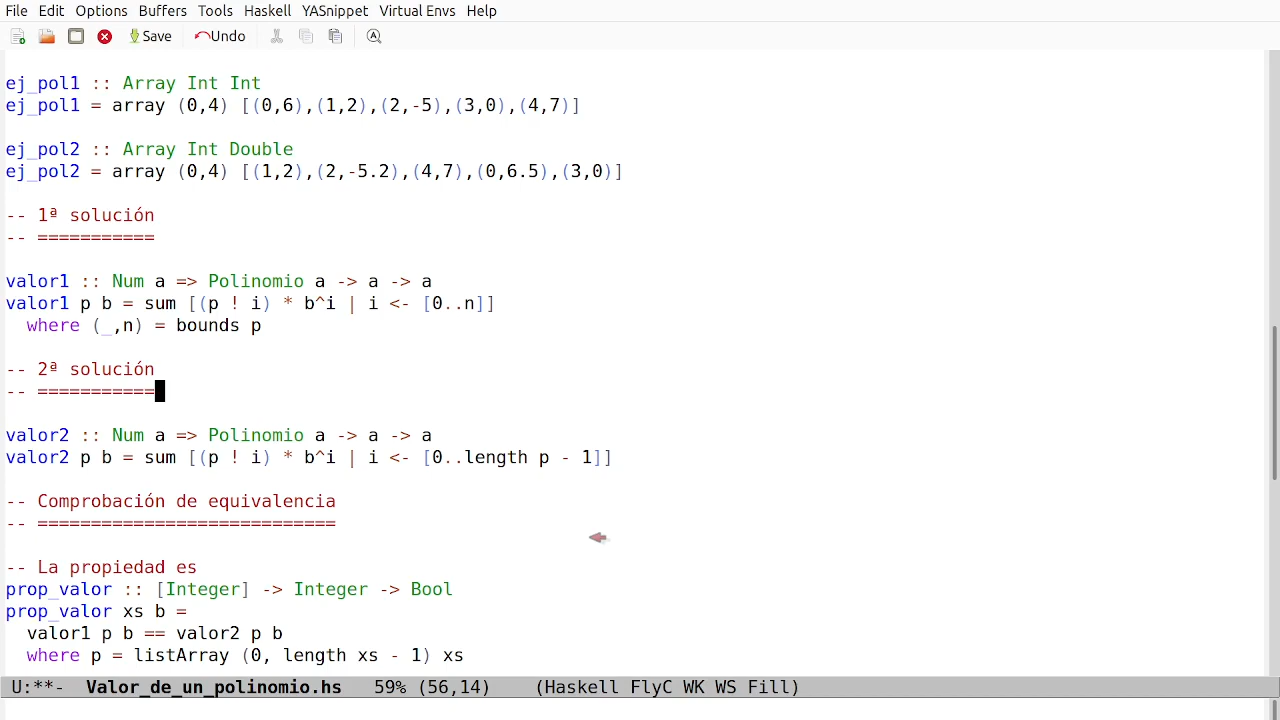 File Edit Options Buffers Tools Haskell YASnippet Virtual Envs Help
Save Undo
ej_pol1 :: Array Int Int
ej_pol1 = array (0,4) [(0,6),(1,2),(2,-5),(3,0),(4,7)]
ej_pol2 :: Array Int Double
ej_pol2 = array (0,4) [(1,2),(2,-5.2),(4,7),(0,6.5),(3,0)]
-- 1ª solución
-- ===========
valor1 :: Num a => Polinomio a -> a -> a
valor1 p b = sum [(p ! i) * b^i | i <- [0..n]]
  where (_,n) = bounds p
-- 2ª solución
-- ===========
valor2 :: Num a => Polinomio a -> a -> a
valor2 p b = sum [(p ! i) * b^i | i <- [0..length p - 1]]
-- Comprobación de equivalencia
-- ============================
-- La propiedad es
prop_valor :: [Integer] -> Integer -> Bool
prop_valor xs b =
  valor1 p b == valor2 p b
  where p = listArray (0, length xs - 1) xs
U:**-  Valor_de_un_polinomio.hs   59% (56,14)    (Haskell FlyC WK WS Fill)